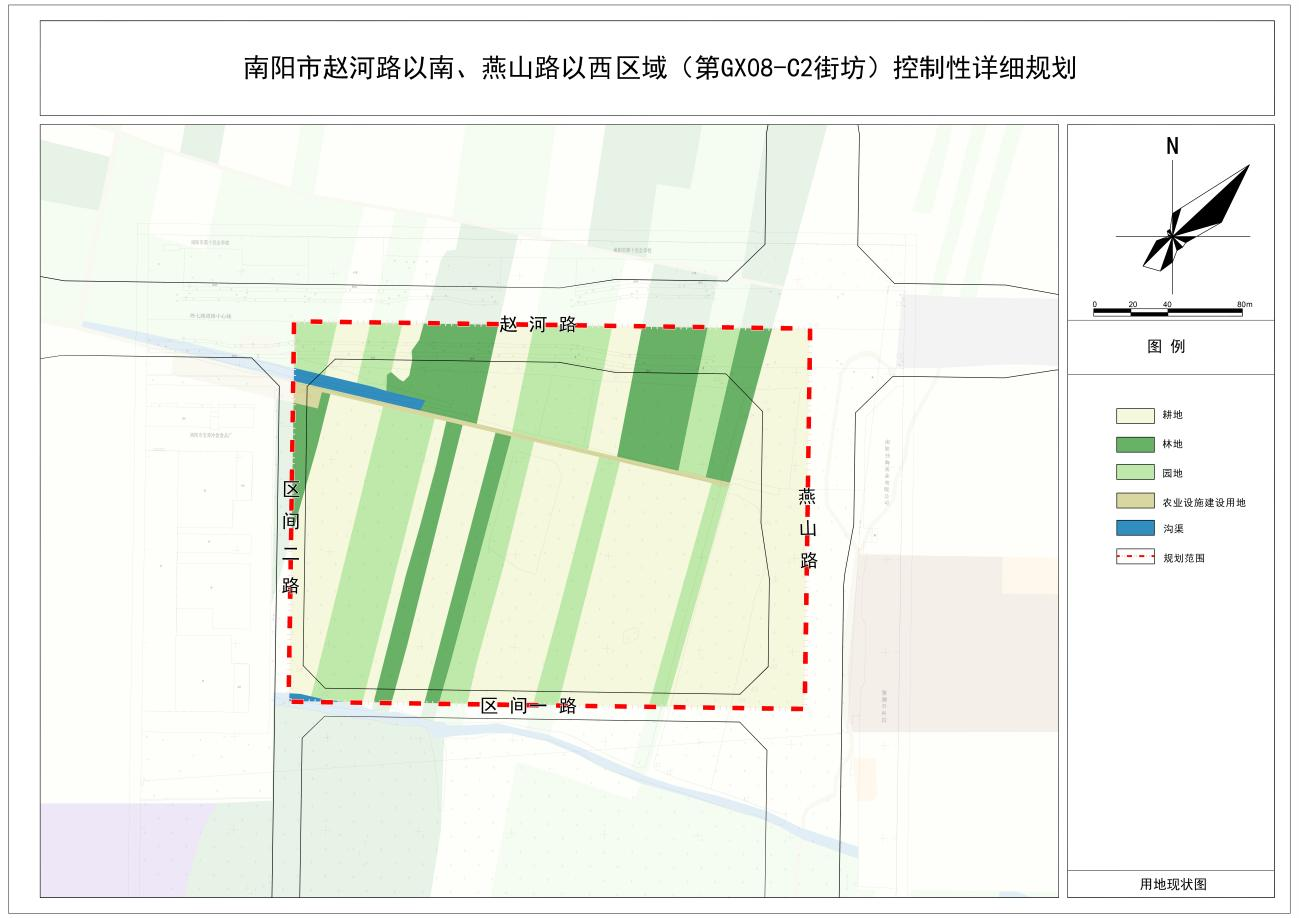 南阳市赵河路以南、燕山路以西区域（第GX08-C2街坊）控制性详细规划
N
0 20 40 80m
图 例
耕地
林地
园地
农业设施建设用地
沟渠
规划范围
用地现状图
赵 河 路
区间二路
燕山路
区 间 一 路